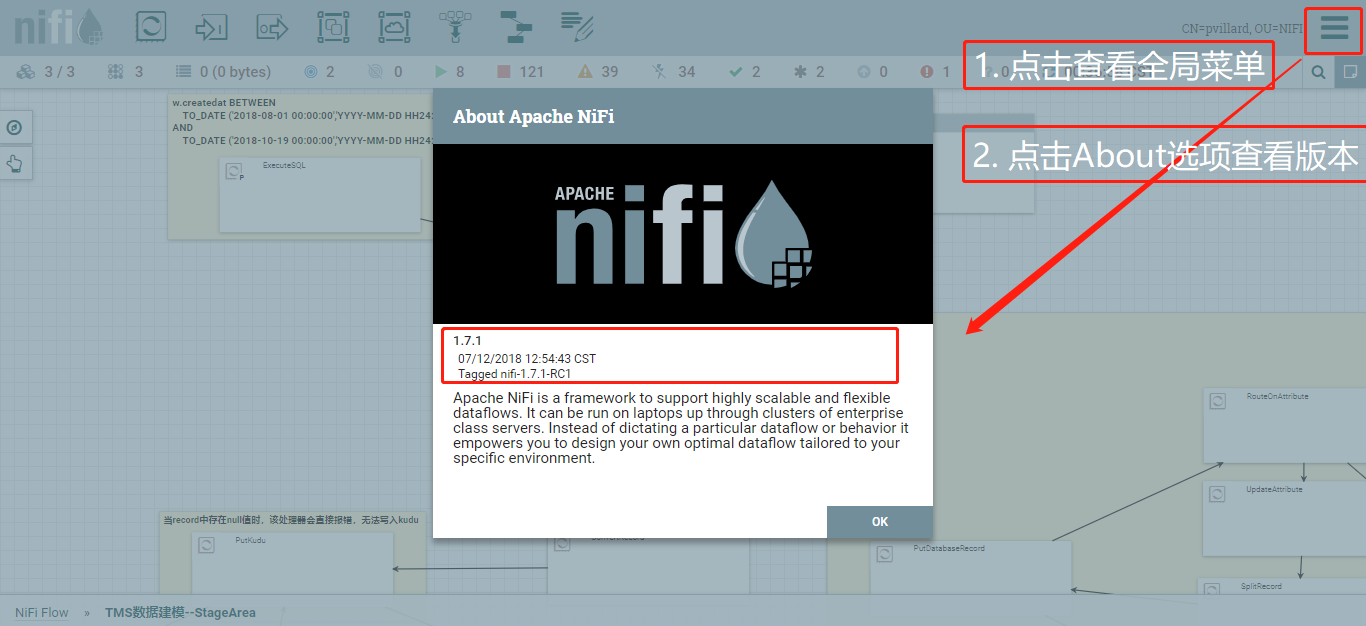 nifi
CN=pvillard, OU=NIFI
3 / 3
3
0 (0 bytes)
2
0
8
121
39
34
2
2
0
1
1. 点击查看全局菜单
2. 点击About选项查看版本
w.createdat BETWEEN
TO_DATE ('2018-08-01 00:00:00','YYYY-MM-DD HH24:
AND
TO_DATE ('2018-10-19 00:00:00','YYYY-MM-DD HH24:
ExecuteSQL
P
About Apache NiFi
APACHE
nifi
1.7.1
07/12/2018 12:54:43 CST
Tagged nifi-1.7.1-RC1
Apache NiFi is a framework to support highly scalable and flexible
dataflows. It can be run on laptops up through clusters of enterprise
class servers. Instead of dictating a particular dataflow or behavior it
empowers you to design your own optimal dataflow tailored to your
specific environment.
OK
RouteOnAttribute
UpdateAttribute
当record中存在null值时，该处理器会直接报错，无法写入kudu
PutKudu
ConvertRecord
PutDatabaseRecord
SplitRecord
NiFi Flow » TMS数据建模--StageArea